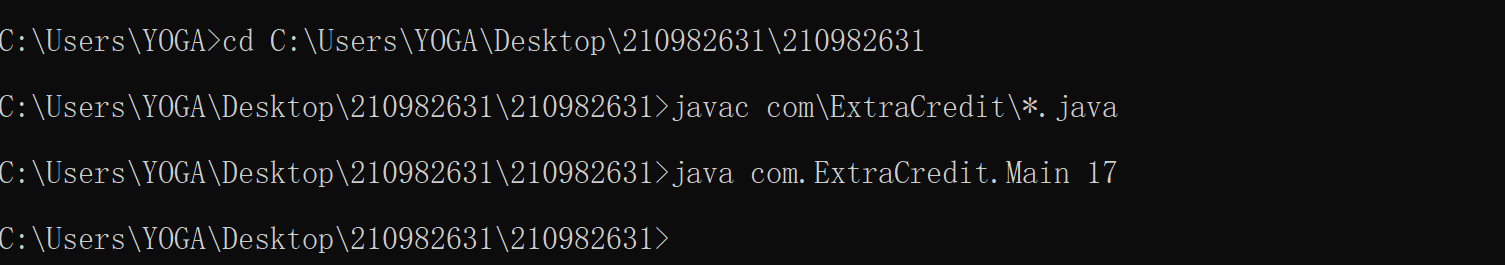 C:\Users\YOGA>cd C:\Users\YOGA\Desktop\210982631\210982631
C:\Users\YOGA\Desktop\210982631\210982631>javac com\ExtraCredit\*.java
C:\Users\YOGA\Desktop\210982631\210982631>java com.ExtraCredit.Main 17
C:\Users\YOGA\Desktop\210982631\210982631>